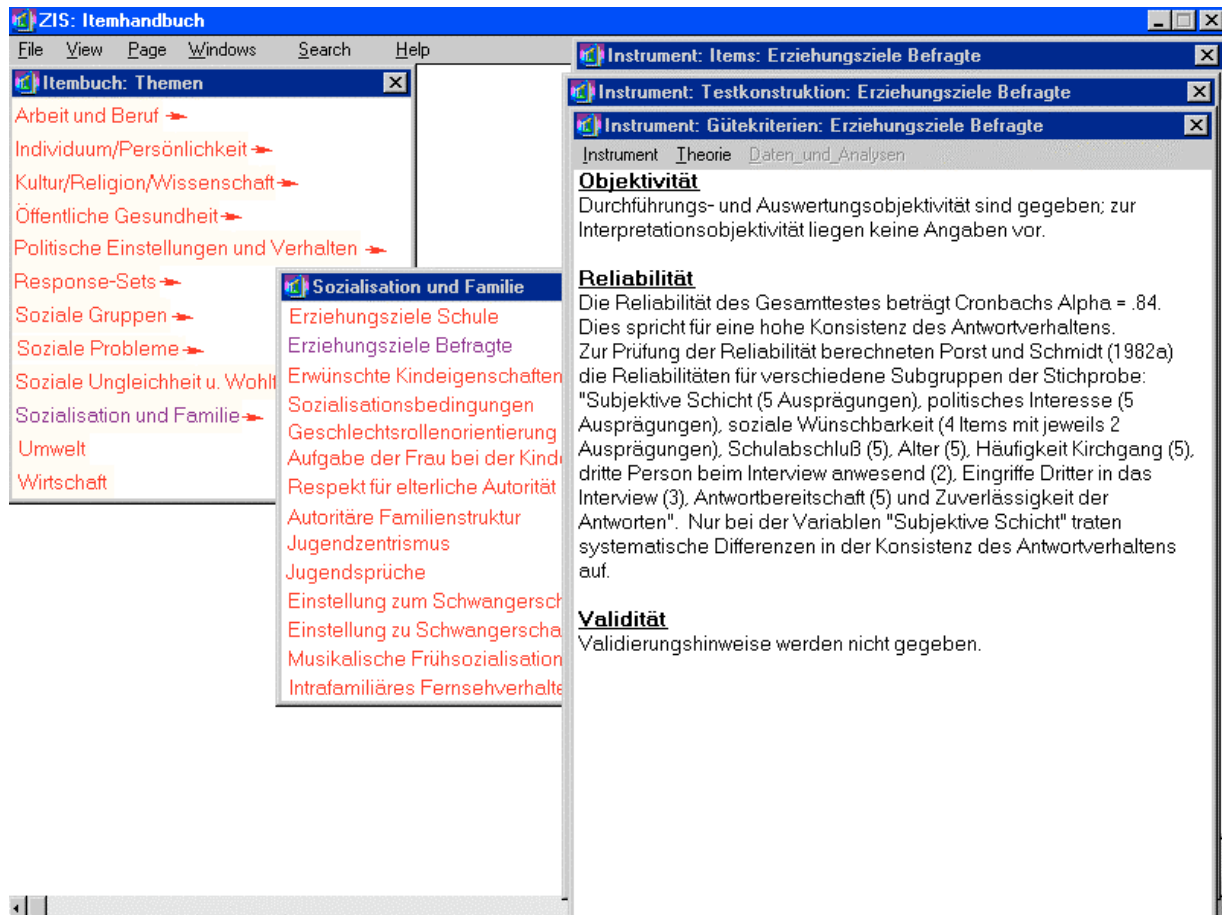 ZIS: Itemhandbuch
File View Page Windows Search Help
Itembuch: Themen
Arbeit und Beruf
Individuum/Persönlichkeit
Kultur/Religion/Wissenschaft
Öffentliche Gesundheit
Politische Einstellungen und Verhalten
Response-Sets
Soziale Gruppen
Soziale Probleme
Soziale Ungleichheit u. Wohlf
Sozialisation und Familie
Umwelt
Wirtschaft
Sozialisation und Familie
Erziehungsziele Schule
Erziehungsziele Befragte
Erwünschte Kindeigenschaften
Sozialisationsbedingungen
Geschlechtsrollenorientierung
Aufgabe der Frau bei der Kinde
Respekt für elterliche Autorität
Autoritäre Familienstruktur
Jugendzentrismus
Jugendsprüche
Einstellung zum Schwangersch
Einstellung zu Schwangerscha
Musikalische Frühsozialisation
Intrafamiliäres Fernsehverhalte
Instrument: Items: Erziehungsziele Befragte
Instrument: Testkonstruktion: Erziehungsziele Befragte
Instrument: Gütekriterien: Erziehungsziele Befragte
Instrument Theorie Daten_und_Analysen
Objektivität
Durchführungs- und Auswertungsobjektivität sind gegeben; zur
Interpretationsobjektivität liegen keine Angaben vor.
Reliabilität
Die Reliabilität des Gesamttestes beträgt Cronbachs Alpha = .84.
Dies spricht für eine hohe Konsistenz des Antwortverhaltens.
Zur Prüfung der Reliabilität berechneten Porst und Schmidt (1982a)
die Reliabilitäten für verschiedene Subgruppen der Stichprobe:
"Subjektive Schicht (5 Ausprägungen), politisches Interesse (5
Ausprägungen), soziale Wünschbarkeit (4 Items mit jeweils 2
Ausprägungen), Schulabschluß (5), Alter (5), Häufigkeit Kirchgang (5),
dritte Person beim Interview anwesend (2), Eingriffe Dritter in das
Interview (3), Antwortbereitschaft (5) und Zuverlässigkeit der
Antworten". Nur bei der Variablen "Subjektive Schicht" traten
systematische Differenzen in der Konsistenz des Antwortverhaltens
auf.
Validität
Validierungshinweise werden nicht gegeben.